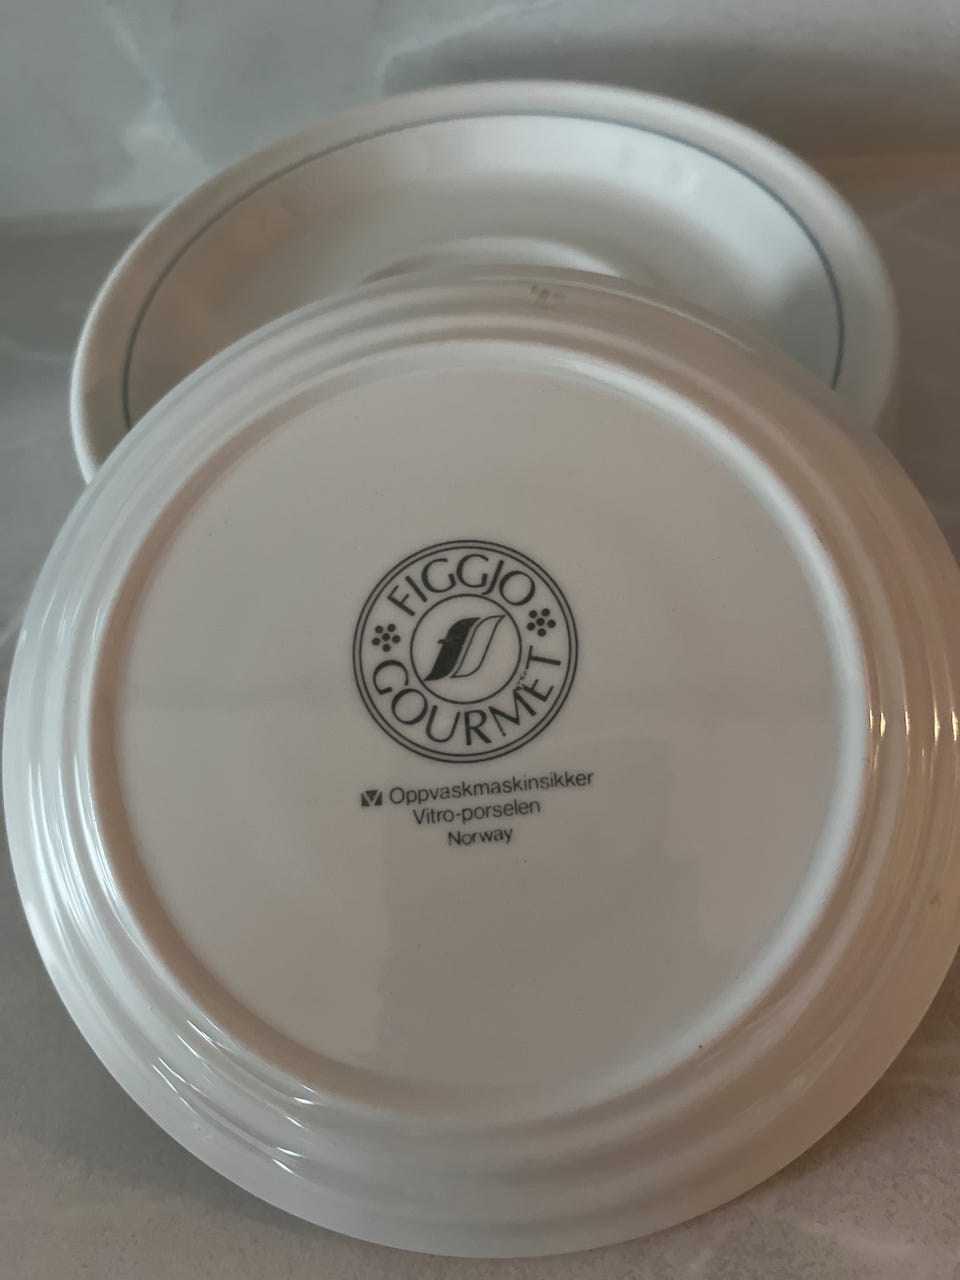 FIGGJO
GOURMET
Oppvaskmaskinsikker
Vitro-porselen
Norway